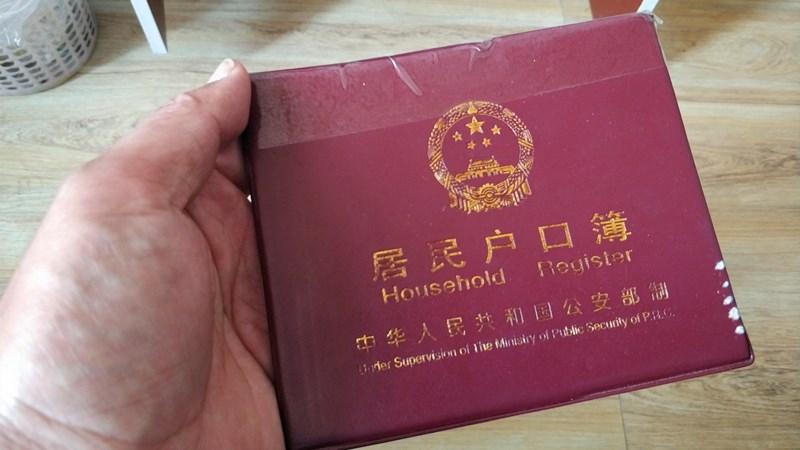 居民户口簿
Household Register
中华人民共和国公安部制
Under Supervision of The Ministry of Public Security of P.R.C.